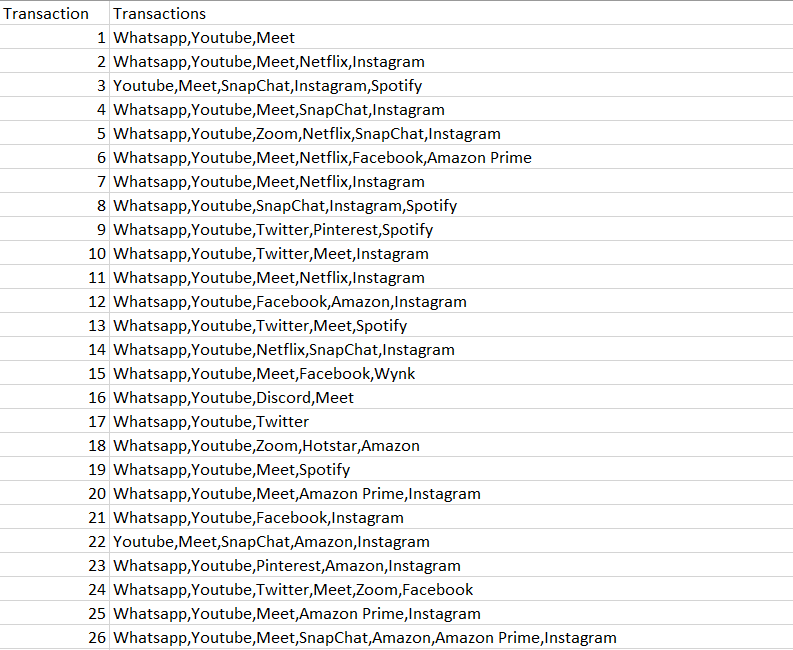 Transaction Transactions
1 Whatsapp,Youtube,Meet
2 Whatsapp,Youtube,Meet,Netflix,Instagram
3 Youtube,Meet,SnapChat,Instagram,Spotify
4 Whatsapp,Youtube,Meet,SnapChat,Instagram
5 Whatsapp,Youtube,Zoom,Netflix,SnapChat,Instagram
6 Whatsapp,Youtube,Meet,Netflix,Facebook,Amazon Prime
7 Whatsapp,Youtube,Meet,Netflix,Instagram
8 Whatsapp,Youtube,SnapChat,Instagram,Spotify
9 Whatsapp,Youtube,Twitter,Pinterest,Spotify
10 Whatsapp,Youtube,Twitter,Meet,Instagram
11 Whatsapp,Youtube,Meet,Netflix,Instagram
12 Whatsapp,Youtube,Facebook,Amazon,Instagram
13 Whatsapp,Youtube,Twitter,Meet,Spotify
14 Whatsapp,Youtube,Netflix,SnapChat,Instagram
15 Whatsapp,Youtube,Meet,Facebook,Wynk
16 Whatsapp,Youtube,Discord,Meet
17 Whatsapp,Youtube,Twitter
18 Whatsapp,Youtube,Zoom,Hotstar,Amazon
19 Whatsapp,Youtube,Meet,Spotify
20 Whatsapp,Youtube,Meet,Amazon Prime,Instagram
21 Whatsapp,Youtube,Facebook,Instagram
22 Youtube,Meet,SnapChat,Amazon,Instagram
23 Whatsapp,Youtube,Pinterest,Amazon,Instagram
24 Whatsapp,Youtube,Twitter,Meet,Zoom,Facebook
25 Whatsapp,Youtube,Meet,Amazon Prime,Instagram
26 Whatsapp,Youtube,Meet,SnapChat,Amazon,Amazon Prime,Instagram